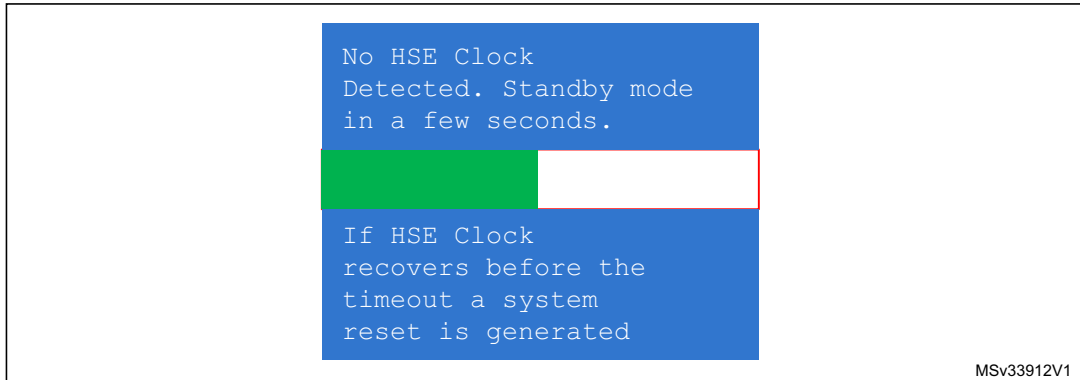 No HSE Clock
Detected. Standby mode
in a few seconds.
If HSE Clock
recovers before the
timeout a system
reset is generated
MSv33912V1